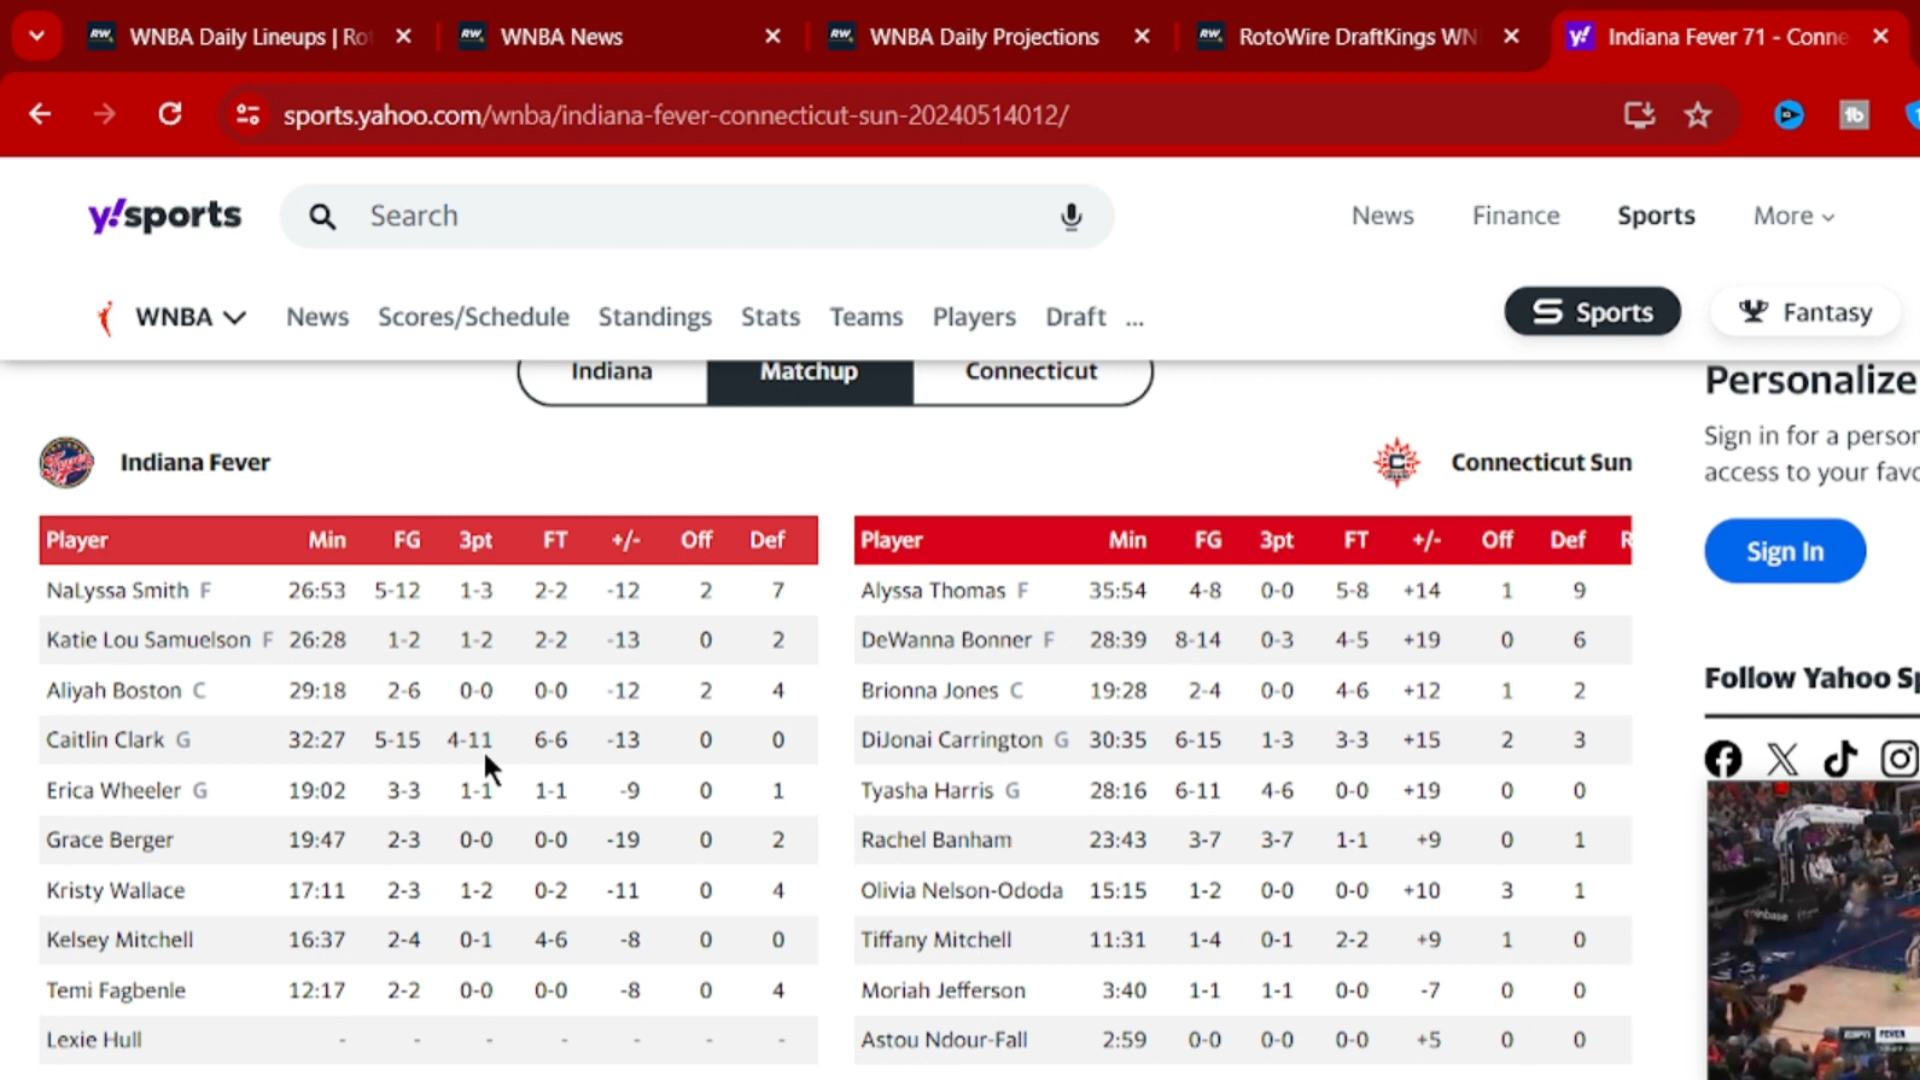 WNBA Daily Lineups | Ro
WNBA News
WNBA Daily Projections
RotoWire DraftKings WN
Indiana Fever 71 - Conne
sports.yahoo.com/wnba/indiana-fever-connecticut-sun-20240514012/
y!sports
Search
News Finance Sports More
WNBA News Scores/Schedule Standings Stats Teams Players Draft ...
Sports
Fantasy
Indiana Matchup Connecticut
Personalize
Sign in for a person
access to your favo
Sign In
Indiana Fever
Connecticut Sun
Player Min FG 3pt FT +/- Off Def
NaLyssa Smith F 26:53 5-12 1-3 2-2 -12 2 7
Katie Lou Samuelson F 26:28 1-2 1-2 2-2 -13 0 2
Aliyah Boston C 29:18 2-6 0-0 0-0 -12 2 4
Caitlin Clark G 32:27 5-15 4-11 6-6 -13 0 0
Erica Wheeler G 19:02 3-3 1-1 1-1 -9 0 1
Grace Berger 19:47 2-3 0-0 0-0 -19 0 2
Kristy Wallace 17:11 2-3 1-2 0-2 -11 0 4
Kelsey Mitchell 16:37 2-4 0-1 4-6 -8 0 0
Temi Fagbenle 12:17 2-2 0-0 0-0 -8 0 4
Lexie Hull - - - - - - -
Player Min FG 3pt FT +/- Off Def R
Alyssa Thomas F 35:54 4-8 0-0 5-8 +14 1 9
DeWanna Bonner F 28:39 8-14 0-3 4-5 +19 0 6
Brionna Jones C 19:28 2-4 0-0 4-6 +12 1 2
DiJonai Carrington G 30:35 6-15 1-3 3-3 +15 2 3
Tyasha Harris G 28:16 6-11 4-6 0-0 +19 0 0
Rachel Banham 23:43 3-7 3-7 1-1 +9 0 1
Olivia Nelson-Ododa 15:15 1-2 0-0 0-0 +10 3 1
Tiffany Mitchell 11:31 1-4 0-1 2-2 +9 1 0
Moriah Jefferson 3:40 1-1 1-1 0-0 -7 0 0
Astou Ndour-Fall 2:59 0-0 0-0 0-0 +5 0 0
Follow Yahoo Sp
coinbase
ESPN FEVER